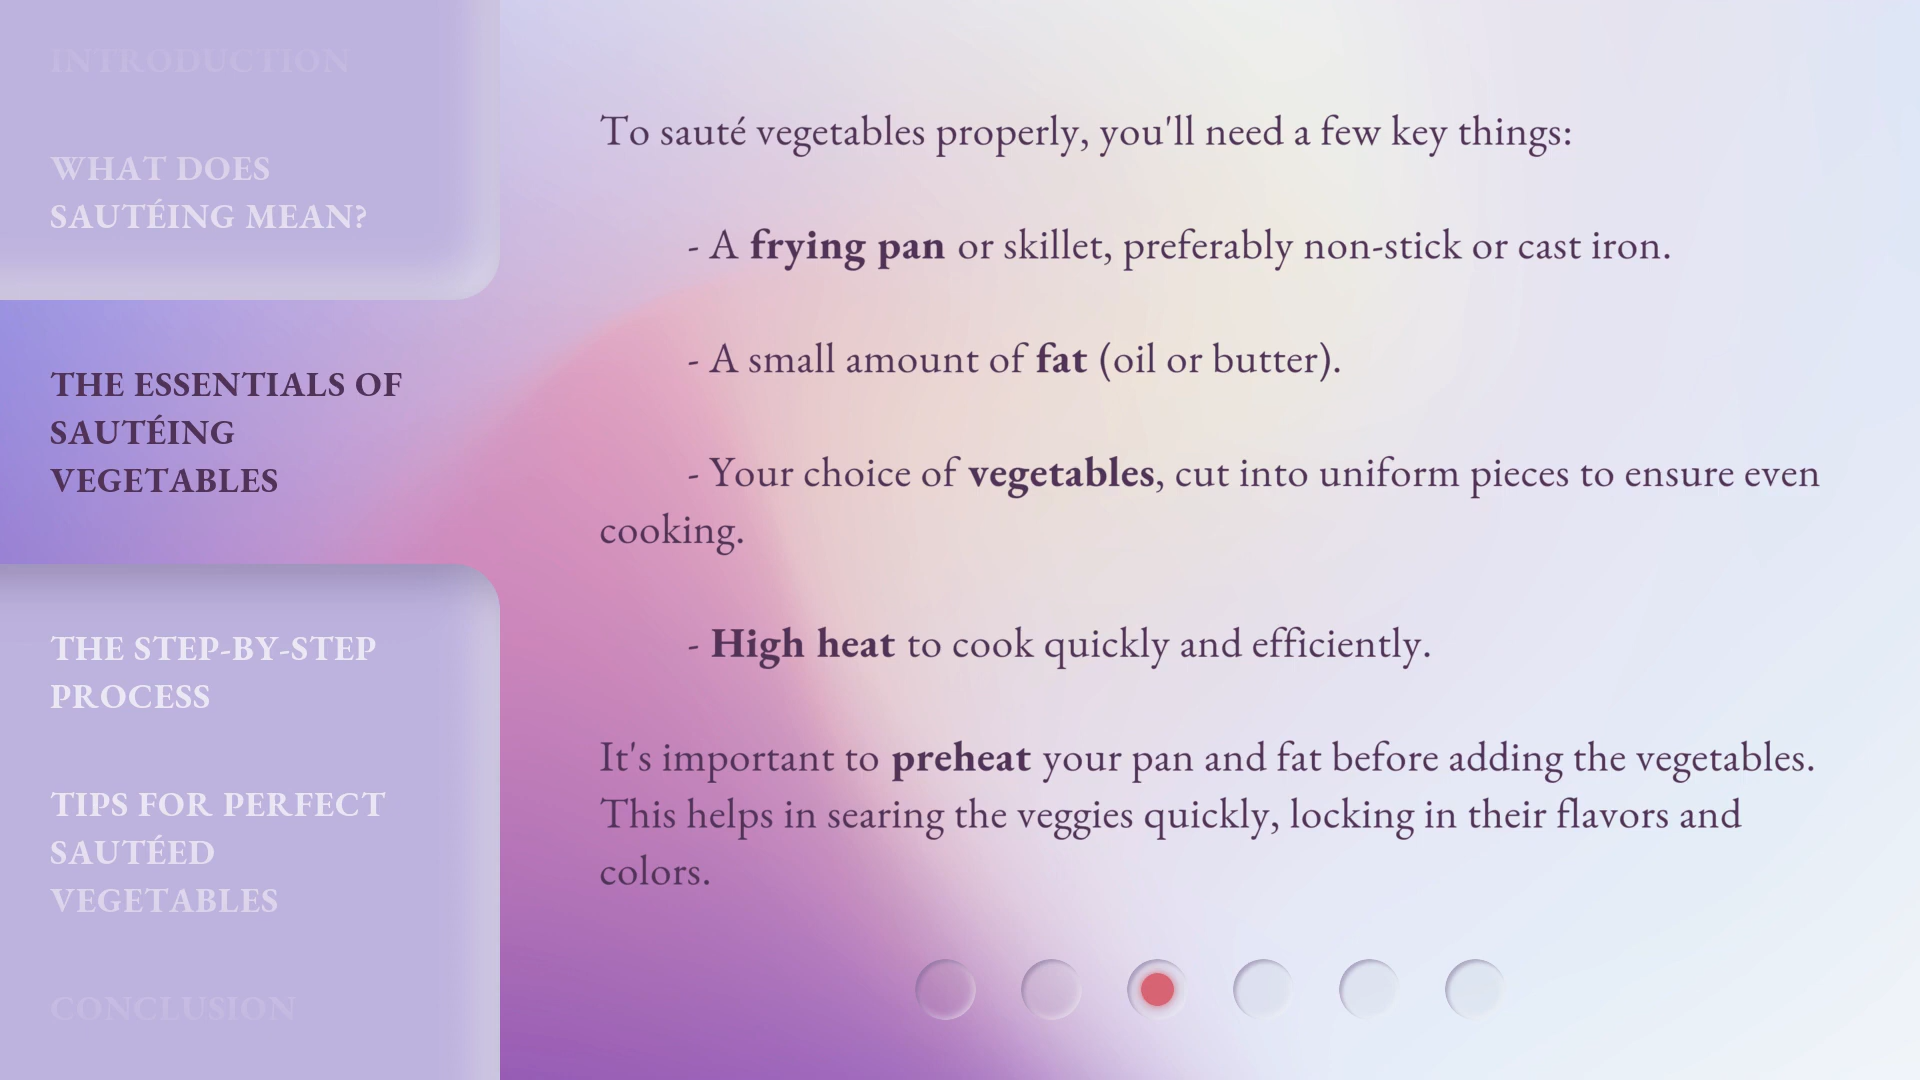 INTRODUCTION
WHAT DOES
SAUTÉING MEAN?
THE ESSENTIALS OF
SAUTÉING
VEGETABLES
THE STEP-BY-STEP
PROCESS
TIPS FOR PERFECT
SAUTÉED
VEGETABLES
CONCLUSION
To sauté vegetables properly, you'll need a few key things:
- A frying pan or skillet, preferably non-stick or cast iron.
- A small amount of fat (oil or butter).
- Your choice of vegetables, cut into uniform pieces to ensure even
cooking.
- High heat to cook quickly and efficiently.
It's important to preheat your pan and fat before adding the vegetables.
This helps in searing the veggies quickly, locking in their flavors and
colors.